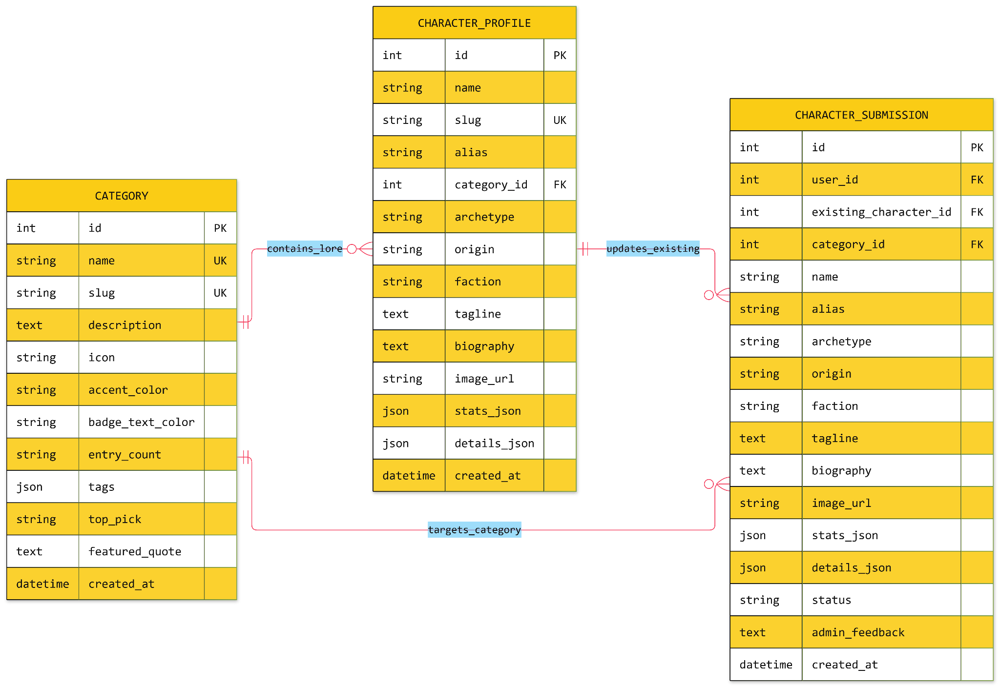 CHARACTER_PROFILE
int id PK
string name
string slug UK
string alias
int category_id FK
string archetype
string origin
string faction
text tagline
text biography
string image_url
json stats_json
json details_json
datetime created_at
CATEGORY
int id PK
string name UK
string slug UK
text description
string icon
string accent_color
string badge_text_color
string entry_count
json tags
string top_pick
text featured_quote
datetime created_at
CHARACTER_SUBMISSION
int id PK
int user_id FK
int existing_character_id FK
int category_id FK
string name
string alias
string archetype
string origin
string faction
text tagline
text biography
string image_url
json stats_json
json details_json
string status
text admin_feedback
datetime created_at
contains_lore
updates_existing
targets_category